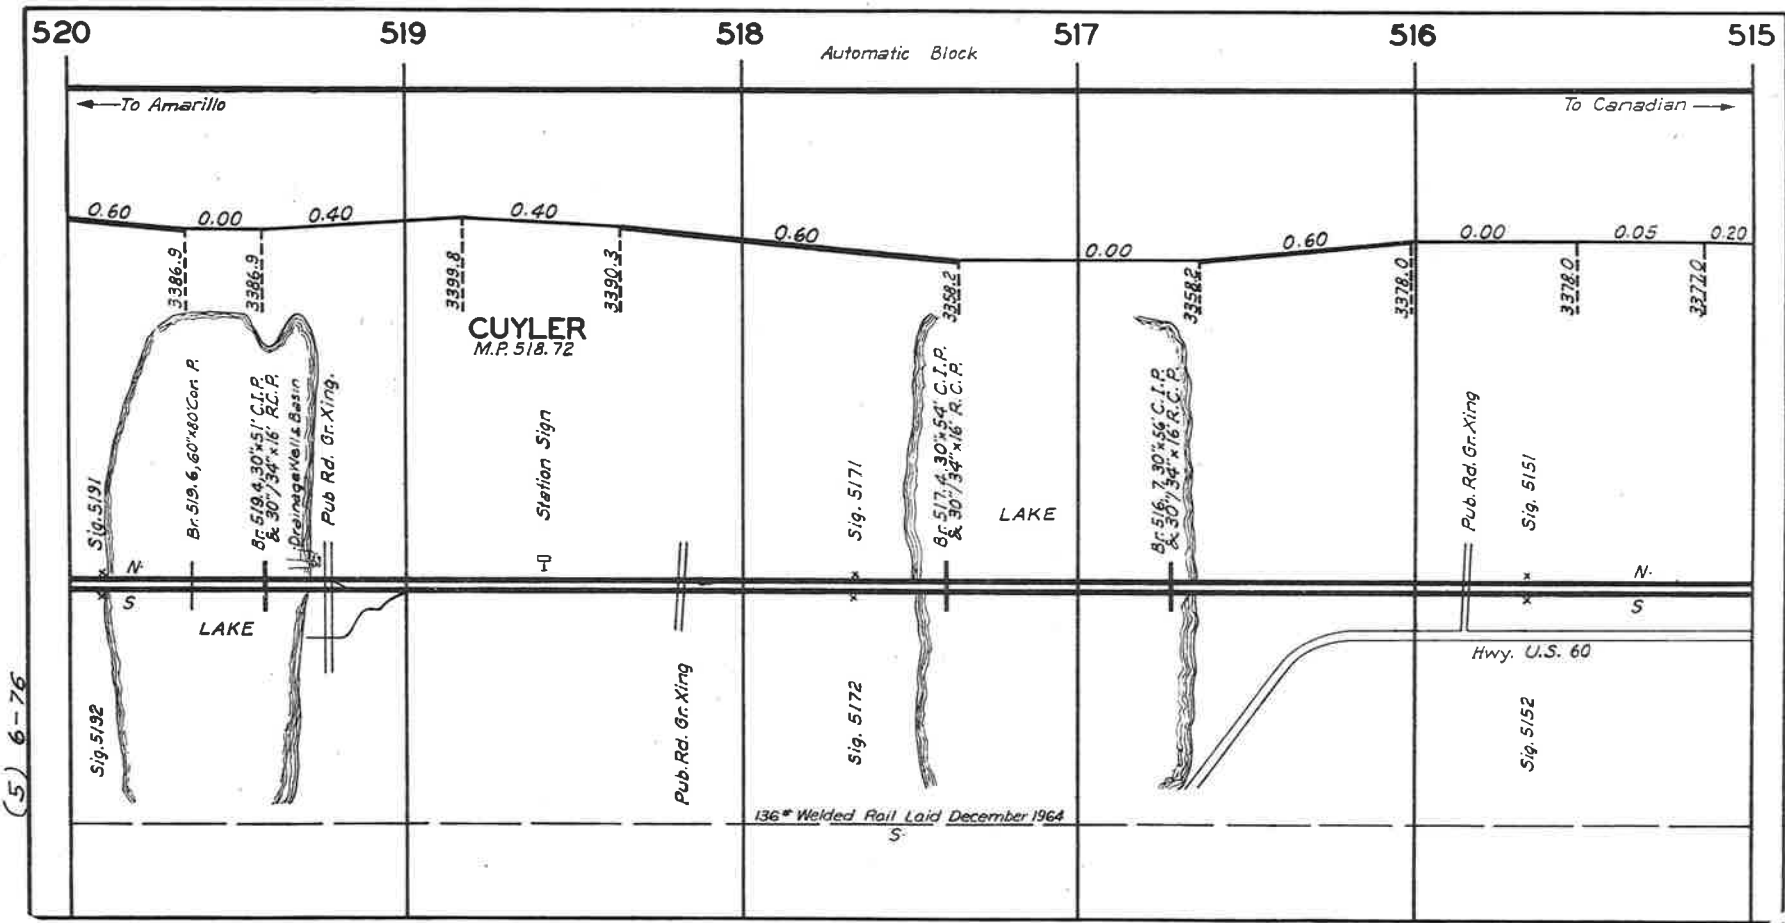 520 519 518 517 516 515
Automatic Block
To Amarillo
To Canadian
0.60 0.00 0.40 0.40 0.60 0.00 0.60 0.00 0.05 0.20
3386.9
3386.9
3399.8
3390.3
3358.2
3358.2
3378.0
3378.0
3377.0
CUYLER
M.P. 518.72
Sig. 5191
Br. 519.6, 60"x80' Con. P.
Br. 519.4, 30"x51' C.I.P.
& 30"/34"x16' R.C.P.
Drainage Well & Basin
Pub. Rd. Gr. Xing.
Station Sign
Sig. 5171
Br. 517.4, 30"x54' C.I.P.
& 30"/34"x16' R.C.P.
LAKE
Br. 516.7, 30"x56' C.I.P.
& 30"/34"x16' R.C.P.
Pub. Rd. Gr. Xing
Sig. 5151
N.
N.
S
S
LAKE
Hwy. U.S. 60
Sig. 5192
Pub. Rd. Gr. Xing
Sig. 5172
Sig. 5152
136# Welded Rail Laid December 1964
S.
(5) 6-76